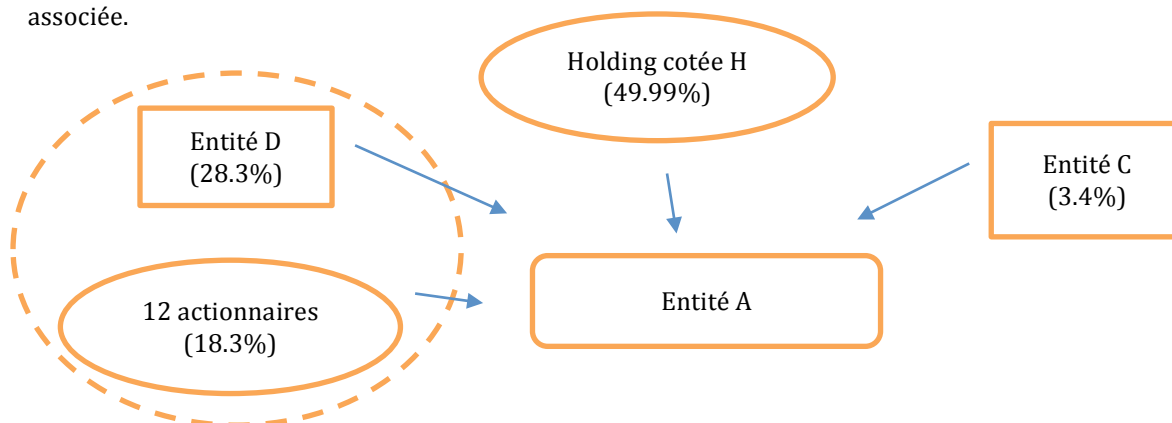 associée.
Holding cotée H
(49.99%)
Entité D
(28.3%)
Entité C
(3.4%)
12 actionnaires
(18.3%)
Entité A